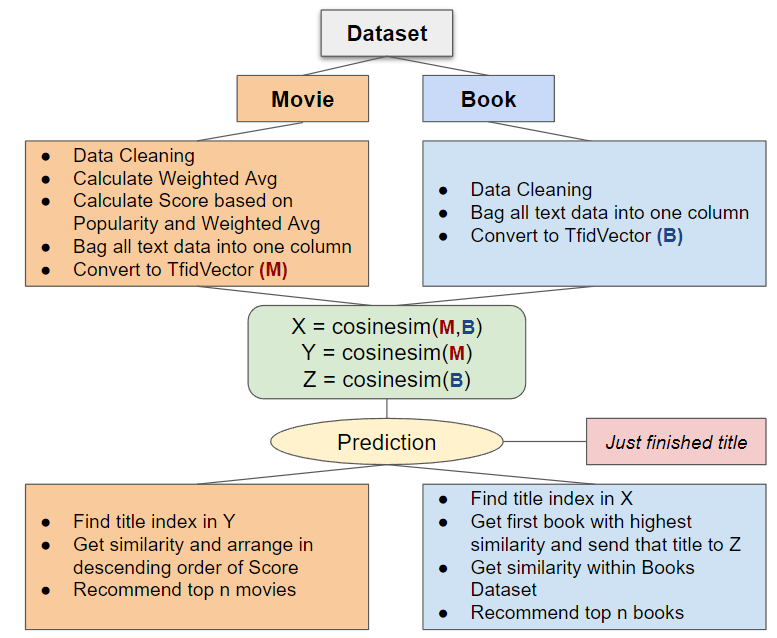 Dataset
Movie
Book
● Data Cleaning
● Calculate Weighted Avg
● Calculate Score based on
Popularity and Weighted Avg
● Bag all text data into one column
● Convert to TfidVector (M)
● Data Cleaning
● Bag all text data into one column
● Convert to TfidVector (B)
X = cosinesim(M,B)
Y = cosinesim(M)
Z = cosinesim(B)
Prediction
Just finished title
● Find title index in Y
● Get similarity and arrange in
descending order of Score
● Recommend top n movies
● Find title index in X
● Get first book with highest
similarity and send that title to Z
● Get similarity within Books
Dataset
● Recommend top n books